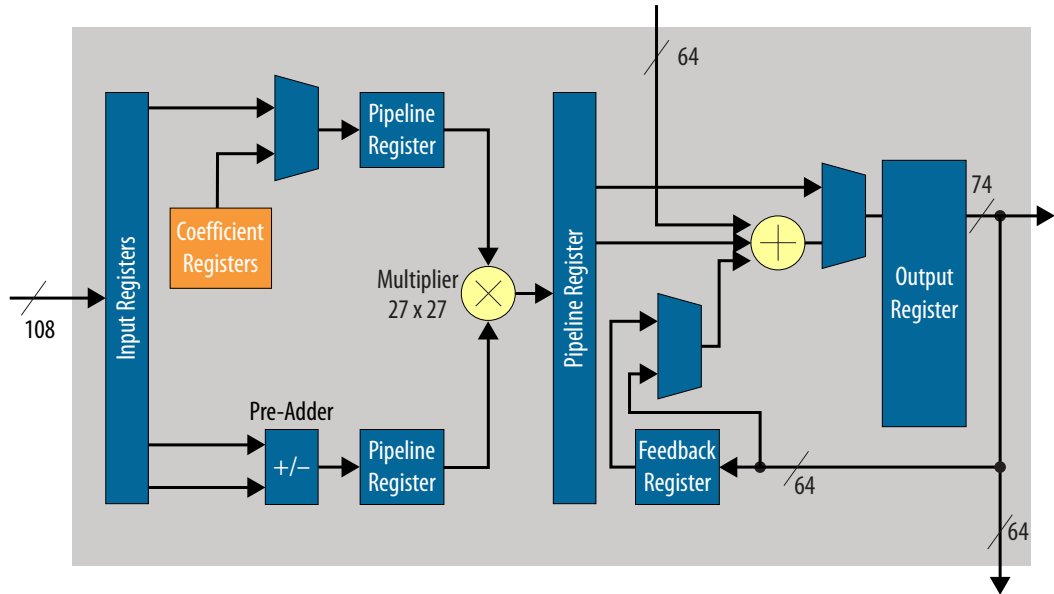 64
Input Registers
Pipeline
Register
Coefficient
Registers
Multiplier
27 x 27
108
Pre-Adder
+/−
Pipeline
Register
Pipeline Register
74
Output
Register
Feedback
Register
64
64